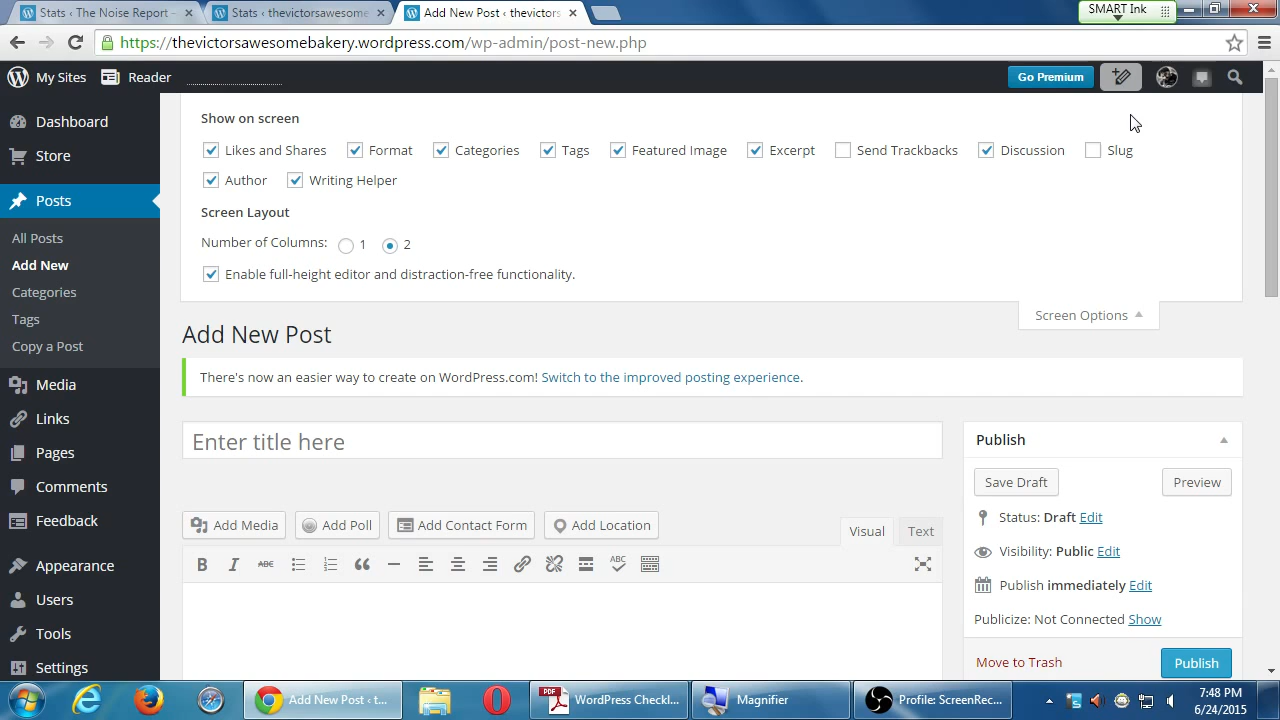 Stats ‹ The Noise Report –
Stats ‹ thevictorsawesome
Add New Post ‹ thevictors
SMART Ink
https://thevictorsawesomebakery.wordpress.com/wp-admin/post-new.php
My Sites
Reader
Go Premium
Dashboard
Store
Posts
All Posts
Add New
Categories
Tags
Copy a Post
Media
Links
Pages
Comments
Feedback
Appearance
Users
Tools
Settings
Show on screen
Likes and Shares Format Categories Tags Featured Image Excerpt Send Trackbacks Discussion Slug
Author Writing Helper
Screen Layout
Number of Columns: 1 2
Enable full-height editor and distraction-free functionality.
Screen Options
Add New Post
There's now an easier way to create on WordPress.com! Switch to the improved posting experience.
Enter title here
Add Media Add Poll Add Contact Form Add Location
Visual Text
B I ABC ABC
Publish
Save Draft Preview
Status: Draft Edit
Visibility: Public Edit
Publish immediately Edit
Publicize: Not Connected Show
Move to Trash Publish
Add New Post ‹ t...
PDF
WordPress Checkl...
Magnifier
Profile: ScreenRec...
7:48 PM
6/24/2015